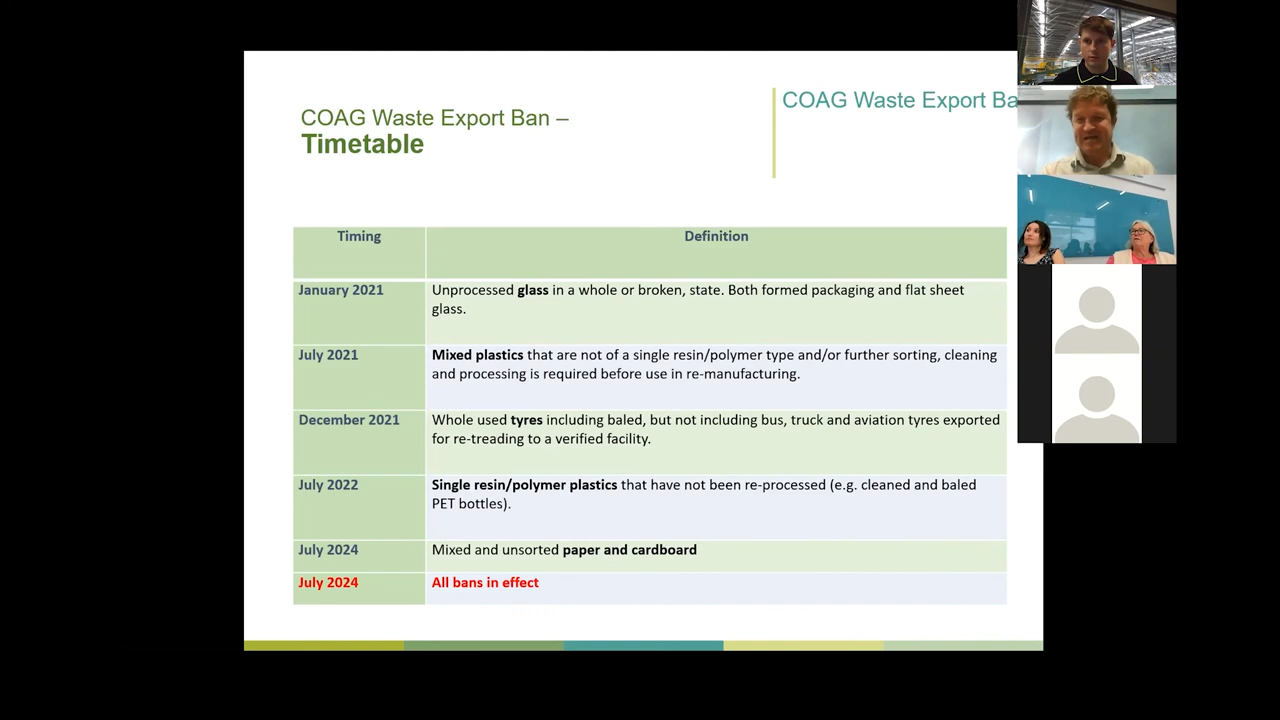 COAG Waste Export Ban –
Timetable
COAG Waste Export Ba
Timing
Definition
January 2021
Unprocessed glass in a whole or broken, state. Both formed packaging and flat sheet
glass.
July 2021
Mixed plastics that are not of a single resin/polymer type and/or further sorting, cleaning
and processing is required before use in re-manufacturing.
December 2021
Whole used tyres including baled, but not including bus, truck and aviation tyres exported
for re-treading to a verified facility.
July 2022
Single resin/polymer plastics that have not been re-processed (e.g. cleaned and baled
PET bottles).
July 2024
Mixed and unsorted paper and cardboard
July 2024
All bans in effect